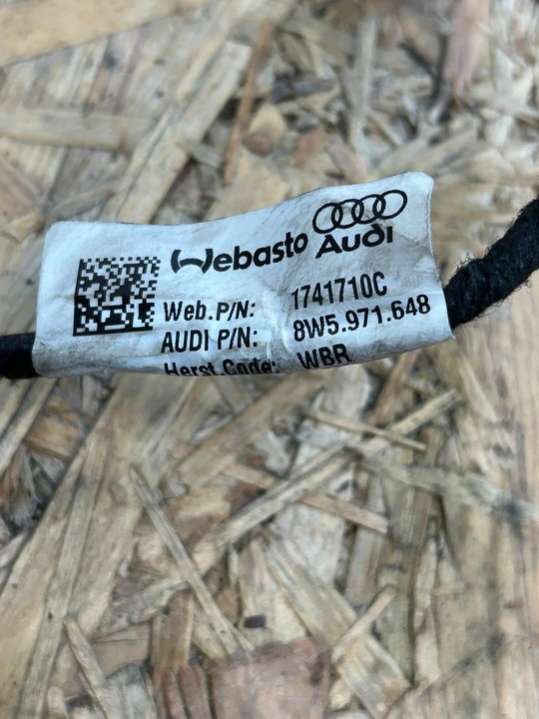 Webasto Audi
Web.P/N: 1741710C
AUDI P/N: 8W5.971.648
Herst.Code: WBR